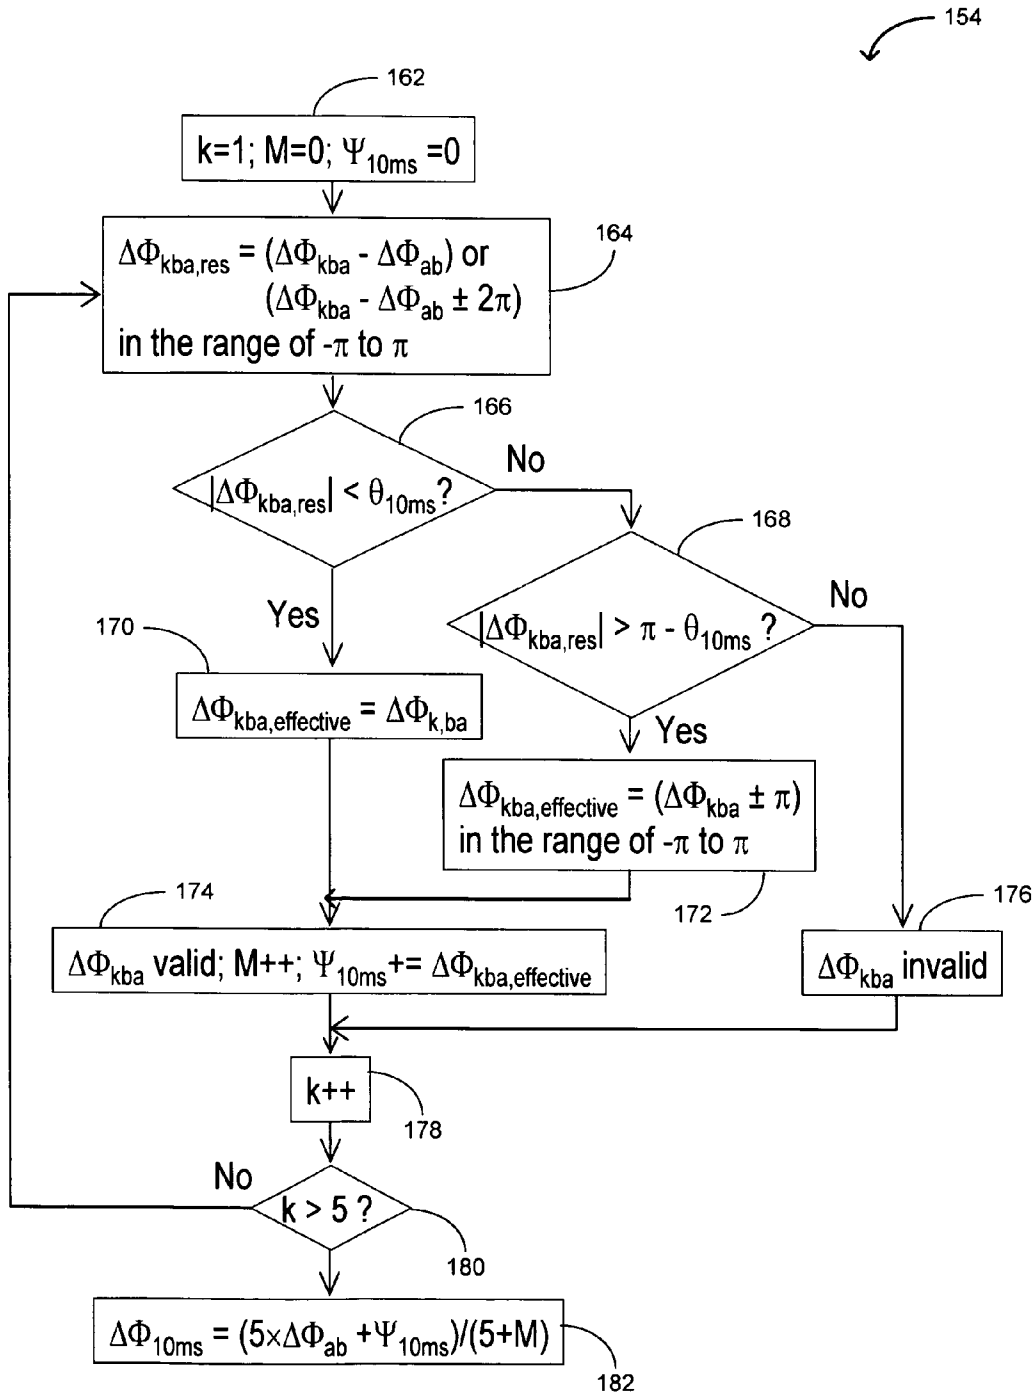 154
162
k=1; M=0; Ψ10ms =0
164
ΔΦkba,res = (ΔΦkba - ΔΦab) or
(ΔΦkba - ΔΦab ± 2π)
in the range of -π to π
166
No
|ΔΦkba,res| < θ10ms?
168
No
Yes
|ΔΦkba,res| > π - θ10ms ?
170
ΔΦkba,effective = ΔΦk,ba
Yes
ΔΦkba,effective = (ΔΦkba ± π)
in the range of -π to π
172
174
176
ΔΦkba valid; M++; Ψ10ms+= ΔΦkba,effective
ΔΦkba invalid
k++
178
No
k > 5 ?
180
ΔΦ10ms = (5×ΔΦab +Ψ10ms)/(5+M)
182